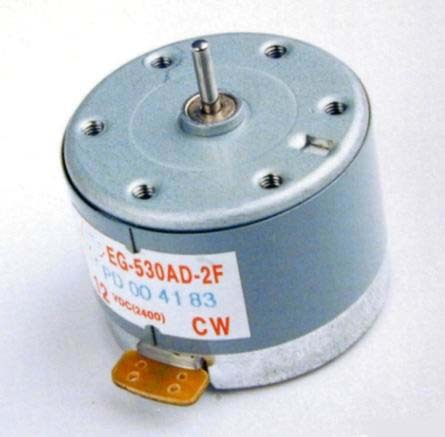 EG-530AD-2F
PD 00 41 83
12 VDC(2400)
CW